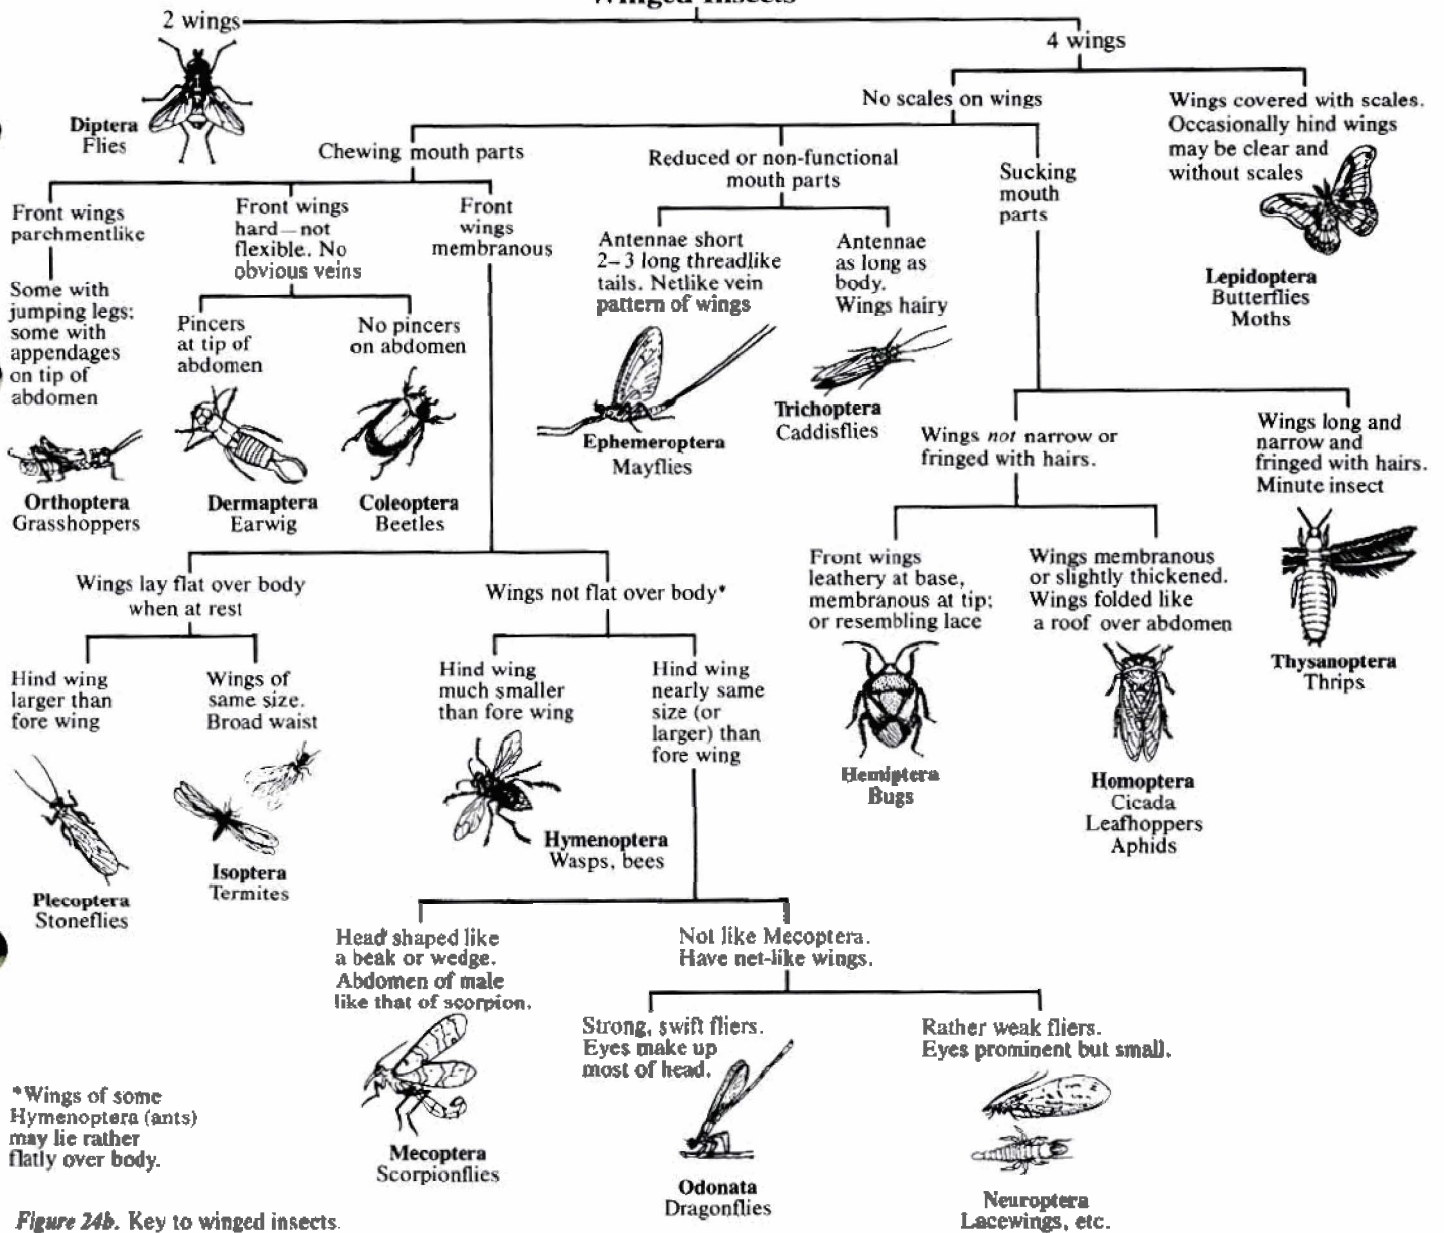 Winged Insects
2 wings
4 wings
Diptera
Flies
No scales on wings
Wings covered with scales.
Occasionally hind wings
may be clear and
without scales
Lepidoptera
Butterflies
Moths
Chewing mouth parts
Reduced or non-functional
mouth parts
Sucking
mouth
parts
Front wings
parchmentlike
Some with
jumping legs;
some with
appendages
on tip of
abdomen
Orthoptera
Grasshoppers
Front wings
hard—not
flexible. No
obvious veins
Pincers
at tip of
abdomen
Dermaptera
Earwig
No pincers
on abdomen
Coleoptera
Beetles
Front
wings
membranous
Antennae short
2–3 long threadlike
tails. Netlike vein
pattern of wings
Ephemeroptera
Mayflies
Antennae
as long as
body.
Wings hairy
Trichoptera
Caddisflies
Wings not narrow or
fringed with hairs.
Wings long and
narrow and
fringed with hairs.
Minute insect
Thysanoptera
Thrips
Front wings
leathery at base,
membranous at tip;
or resembling lace
Hemiptera
Bugs
Wings membranous
or slightly thickened.
Wings folded like
a roof over abdomen
Homoptera
Cicada
Leafhoppers
Aphids
Wings lay flat over body
when at rest
Wings not flat over body*
Hind wing
larger than
fore wing
Plecoptera
Stoneflies
Wings of
same size.
Broad waist
Isoptera
Termites
Hind wing
much smaller
than fore wing
Hymenoptera
Wasps, bees
Hind wing
nearly same
size (or
larger) than
fore wing
Head shaped like
a beak or wedge.
Abdomen of male
like that of scorpion.
Mecoptera
Scorpionflies
Not like Mecoptera.
Have net-like wings.
Strong, swift fliers.
Eyes make up
most of head.
Odonata
Dragonflies
Rather weak fliers.
Eyes prominent but small.
Neuroptera
Lacewings, etc.
*Wings of some
Hymenoptera (ants)
may lie rather
flatly over body.
Figure 24b. Key to winged insects.